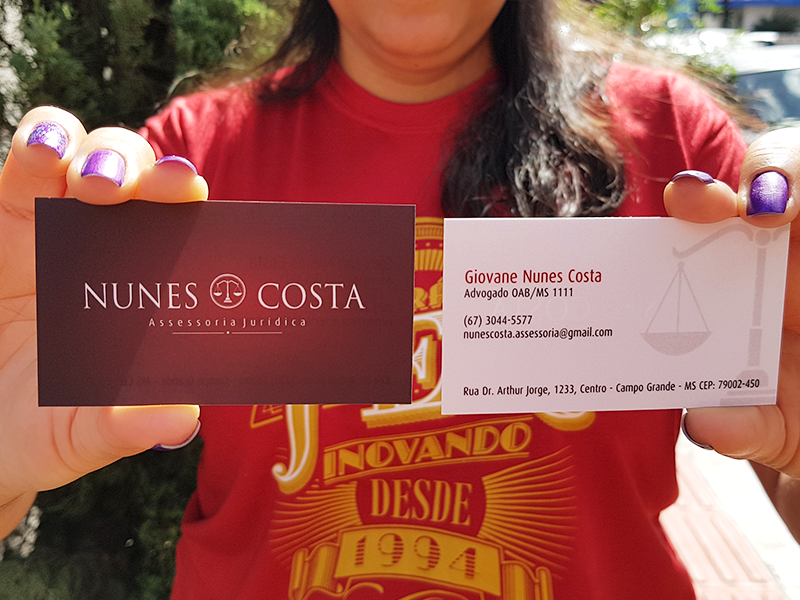 NUNES COSTA
Assessoria Jurídica
Giovane Nunes Costa
Advogado OAB/MS 1111
(67) 3044-5577
nunescosta.assessoria@gmail.com
Rua Dr. Arthur Jorge, 1233, Centro - Campo Grande - MS CEP: 79002-450
INOVANDO
DESDE
1994